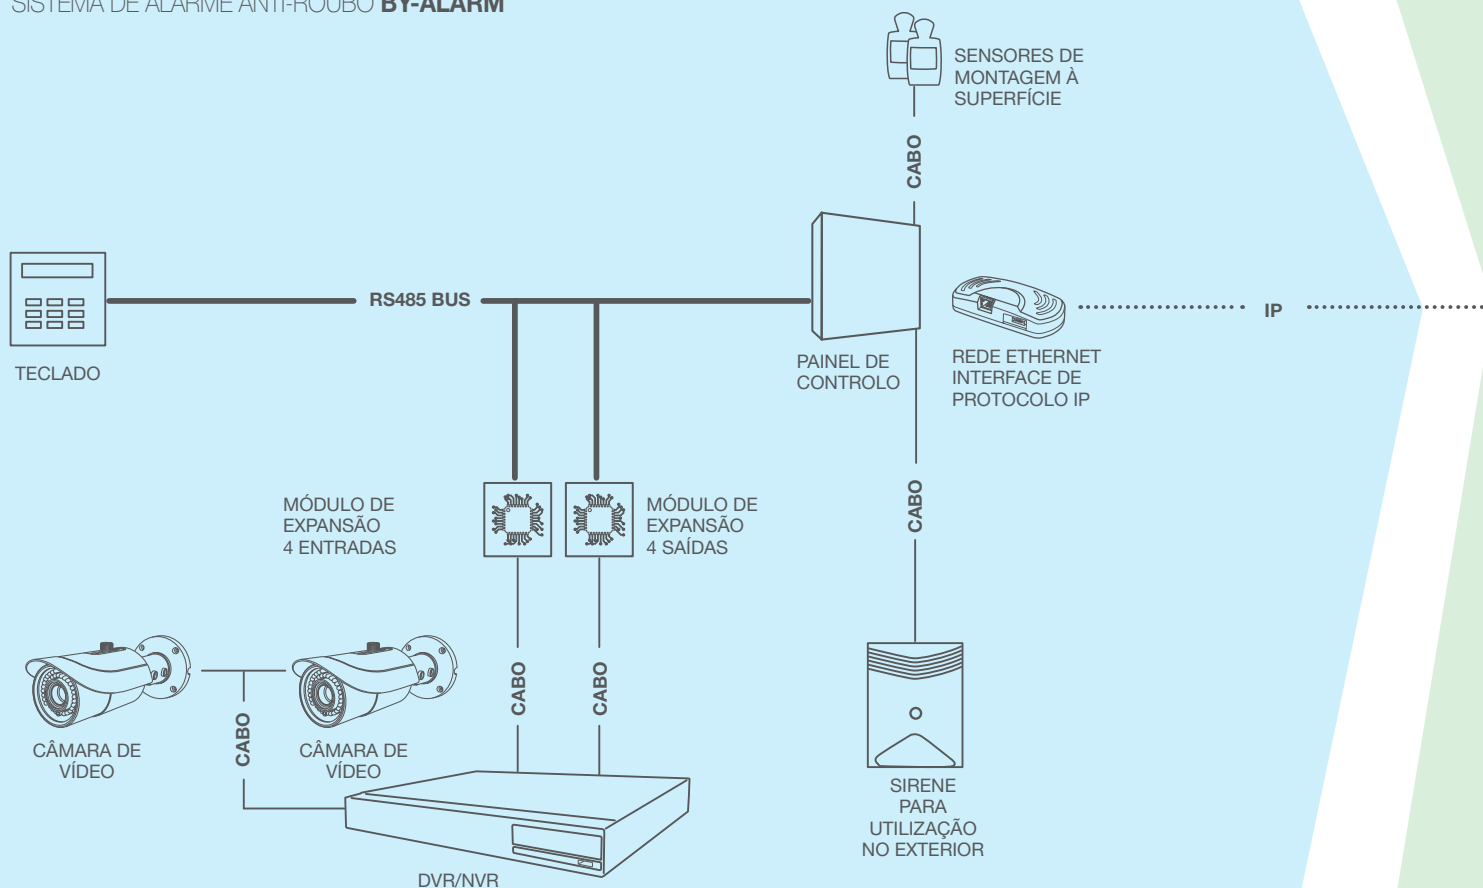 SISTEMA DE ALARME ANTI-ROUBO BY-ALARM
SENSORES DE
MONTAGEM À
SUPERFÍCIE
CABO
RS485 BUS
TECLADO
PAINEL DE
CONTROLO
REDE ETHERNET
INTERFACE DE
PROTOCOLO IP
IP
MÓDULO DE
EXPANSÃO
4 ENTRADAS
MÓDULO DE
EXPANSÃO
4 SAÍDAS
CABO
CABO
CABO
CABO
CÂMARA DE
VÍDEO
CÂMARA DE
VÍDEO
SIRENE
PARA
UTILIZAÇÃO
NO EXTERIOR
DVR/NVR